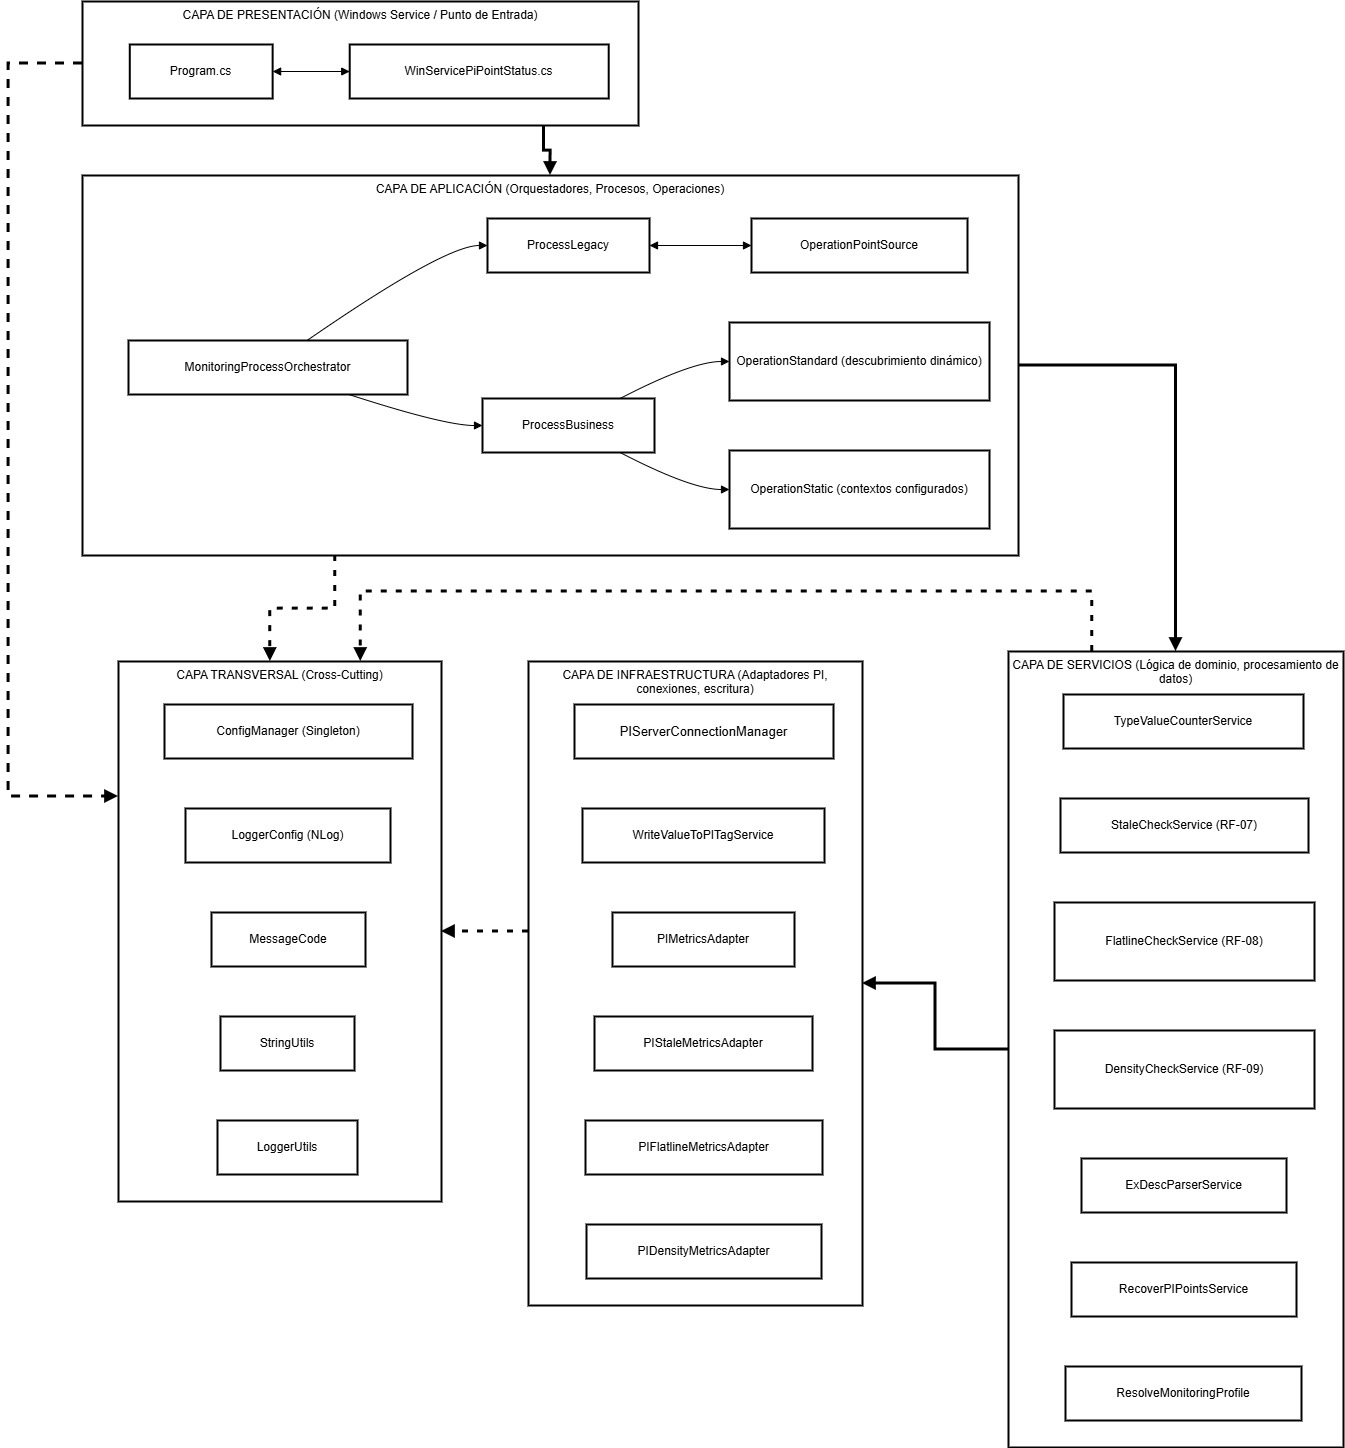 CAPA DE PRESENTACIÓN (Windows Service / Punto de Entrada)
Program.cs
WinServicePiPointStatus.cs
CAPA DE APLICACIÓN (Orquestadores, Procesos, Operaciones)
ProcessLegacy
OperationPointSource
MonitoringProcessOrchestrator
OperationStandard (descubrimiento dinámico)
ProcessBusiness
OperationStatic (contextos configurados)
CAPA TRANSVERSAL (Cross-Cutting)
ConfigManager (Singleton)
LoggerConfig (NLog)
MessageCode
StringUtils
LoggerUtils
CAPA DE INFRAESTRUCTURA (Adaptadores PI,
conexiones, escritura)
PIServerConnectionManager
WriteValueToPITagService
PIMetricsAdapter
PIStaleMetricsAdapter
PIFlatlineMetricsAdapter
PIDensityMetricsAdapter
CAPA DE SERVICIOS (Lógica de dominio, procesamiento de
datos)
TypeValueCounterService
StaleCheckService (RF-07)
FlatlineCheckService (RF-08)
DensityCheckService (RF-09)
ExDescParserService
RecoverPIPointsService
ResolveMonitoringProfile